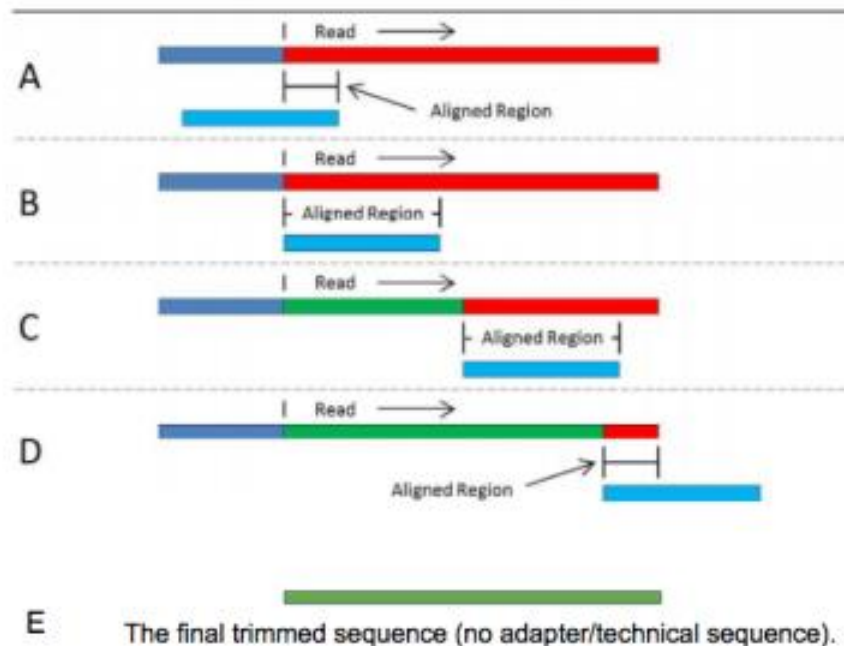 Read
A
Aligned Region
Read
B
Aligned Region
Read
C
Aligned Region
Read
D
Aligned Region
E
The final trimmed sequence (no adapter/technical sequence).